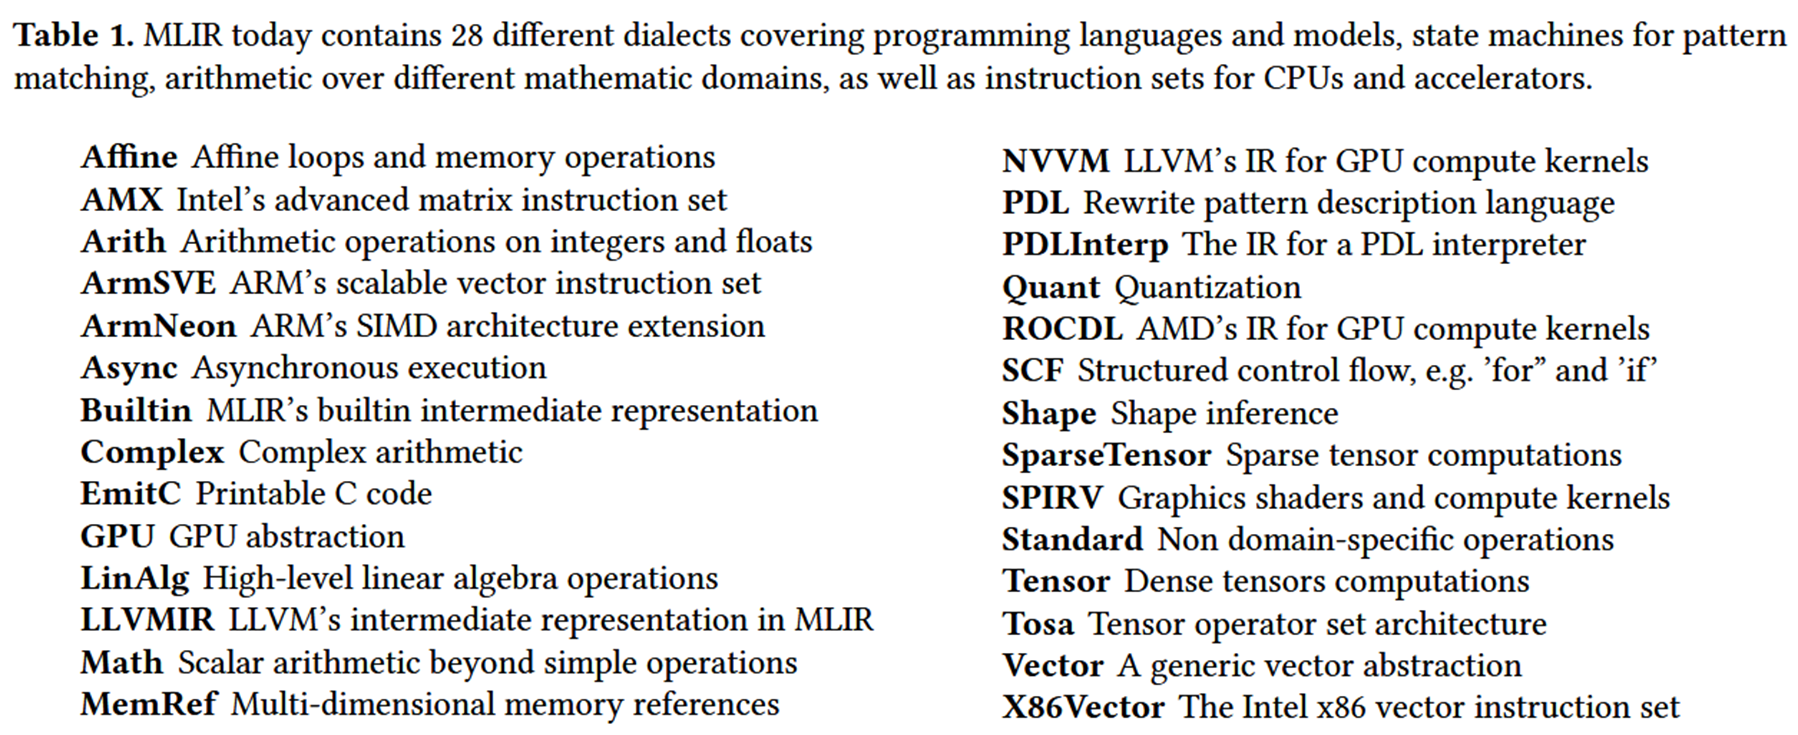 Table 1. MLIR today contains 28 different dialects covering programming languages and models, state machines for pattern
matching, arithmetic over different mathematic domains, as well as instruction sets for CPUs and accelerators.
Affine Affine loops and memory operations
AMX Intel's advanced matrix instruction set
Arith Arithmetic operations on integers and floats
ArmSVE ARM's scalable vector instruction set
ArmNeon ARM's SIMD architecture extension
Async Asynchronous execution
Builtin MLIR's builtin intermediate representation
Complex Complex arithmetic
EmitC Printable C code
GPU GPU abstraction
LinAlg High-level linear algebra operations
LLVMIR LLVM's intermediate representation in MLIR
Math Scalar arithmetic beyond simple operations
MemRef Multi-dimensional memory references
NVVM LLVM's IR for GPU compute kernels
PDL Rewrite pattern description language
PDLInterp The IR for a PDL interpreter
Quant Quantization
ROCDL AMD's IR for GPU compute kernels
SCF Structured control flow, e.g. ’for” and ’if’
Shape Shape inference
SparseTensor Sparse tensor computations
SPIRV Graphics shaders and compute kernels
Standard Non domain-specific operations
Tensor Dense tensors computations
Tosa Tensor operator set architecture
Vector A generic vector abstraction
X86Vector The Intel x86 vector instruction set